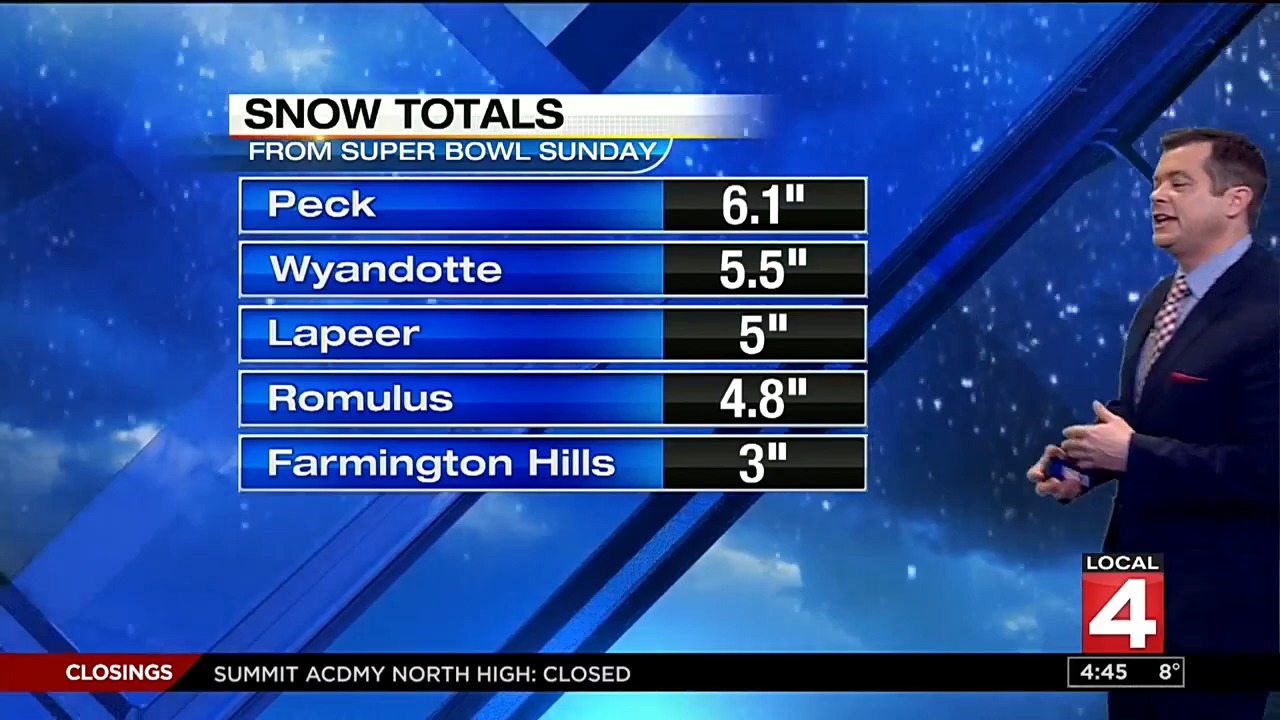 SNOW TOTALS
FROM SUPER BOWL SUNDAY
Peck 6.1"
Wyandotte 5.5"
Lapeer 5"
Romulus 4.8"
Farmington Hills 3"
LOCAL
4
CLOSINGS SUMMIT ACDMY NORTH HIGH: CLOSED 4:45 8°